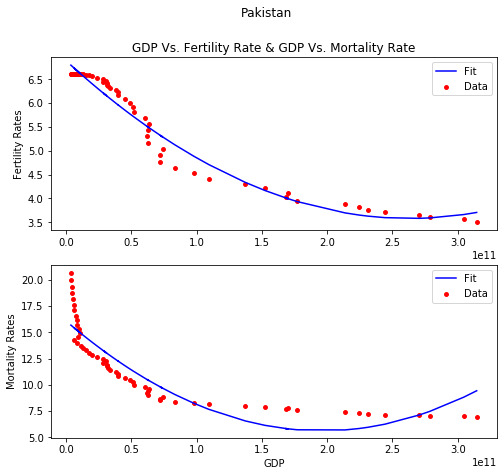 Pakistan
GDP Vs. Fertility Rate & GDP Vs. Mortality Rate
Fit
Data
Fertility Rates
6.5
6.0
5.5
5.0
4.5
4.0
3.5
0.0 0.5 1.0 1.5 2.0 2.5 3.0
1e11
Fit
Data
Mortality Rates
20.0
17.5
15.0
12.5
10.0
7.5
5.0
0.0 0.5 1.0 1.5 2.0 2.5 3.0
1e11
GDP